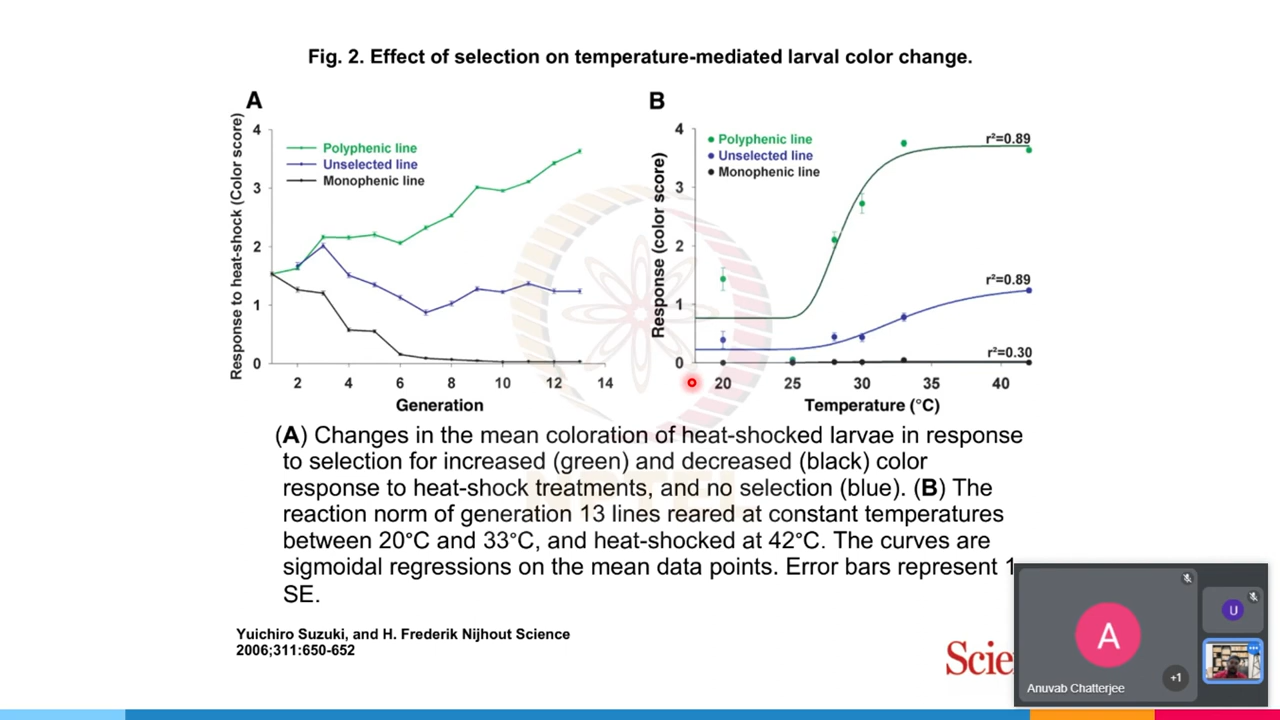 Fig. 2. Effect of selection on temperature-mediated larval color change.
A
Response to heat-shock (Color score)
4
3
2
1
0
Polyphenic line
Unselected line
Monophenic line
2 4 6 8 10 12 14
Generation
B
Response (color score)
4
3
2
1
0
Polyphenic line
Unselected line
Monophenic line
r²=0.89
r²=0.89
r²=0.30
20 25 30 35 40
Temperature (°C)
(A) Changes in the mean coloration of heat-shocked larvae in response
to selection for increased (green) and decreased (black) color
response to heat-shock treatments, and no selection (blue). (B) The
reaction norm of generation 13 lines reared at constant temperatures
between 20°C and 33°C, and heat-shocked at 42°C. The curves are
sigmoidal regressions on the mean data points. Error bars represent 1
SE.
Yuichiro Suzuki, and H. Frederik Nijhout Science
2006;311:650-652
Scie
A
U
+1
Anuvab Chatterjee